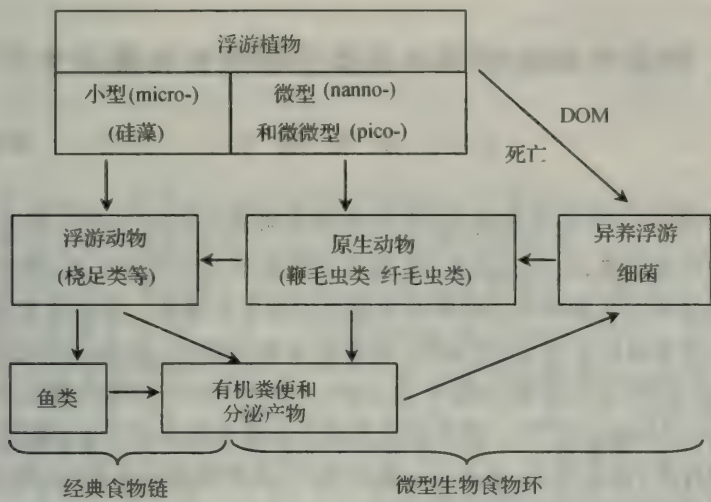 浮游植物
小型(micro-)
(硅藻)
微型 (nanno-)
和微微型 (pico-)
DOM
死亡
浮游动物
(桡足类等)
原生动物
(鞭毛虫类 纤毛虫类)
异养浮游
细菌
鱼类
有机粪便和
分泌产物
经典食物链
微型生物食物环